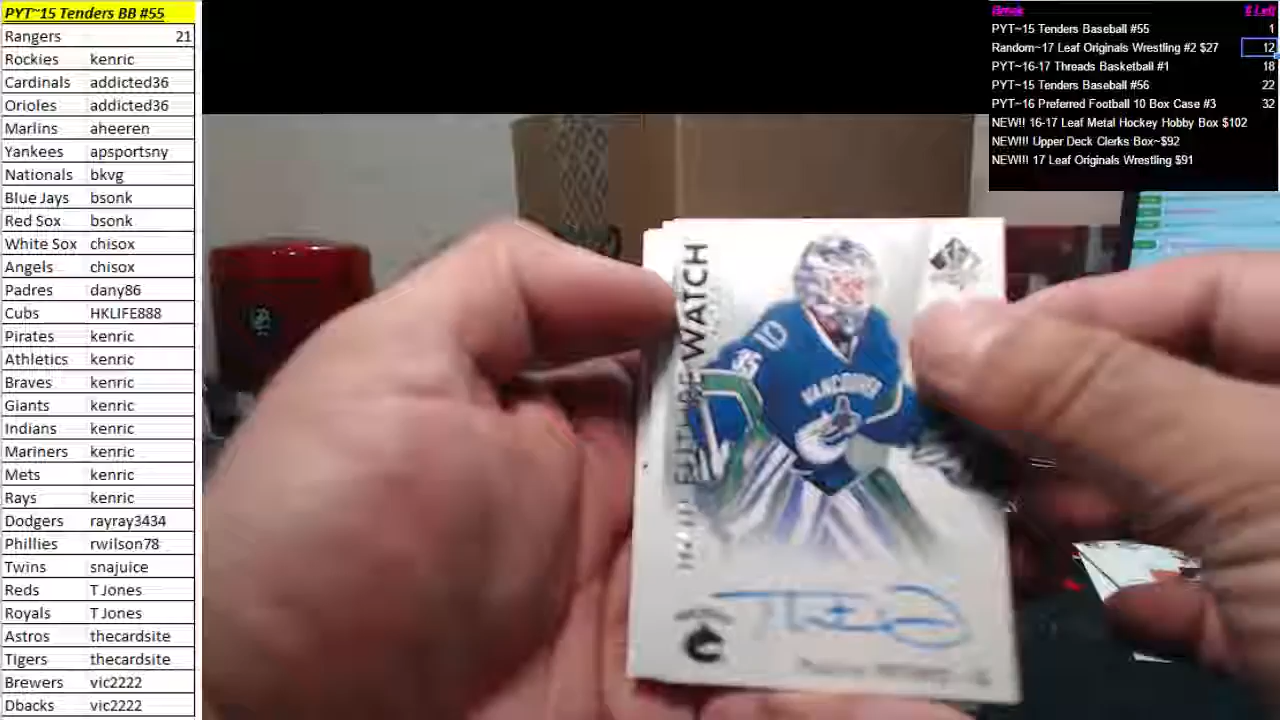 PYT~15 Tenders BB #55
Rangers 21
Rockies kenric
Cardinals addicted36
Orioles addicted36
Marlins aheeren
Yankees apsportsny
Nationals bkvg
Blue Jays bsonk
Red Sox bsonk
White Sox chisox
Angels chisox
Padres dany86
Cubs HKLIFE888
Pirates kenric
Athletics kenric
Braves kenric
Giants kenric
Indians kenric
Mariners kenric
Mets kenric
Rays kenric
Dodgers rayray3434
Phillies rwilson78
Twins snajuice
Reds T Jones
Royals T Jones
Astros thecardsite
Tigers thecardsite
Brewers vic2222
Dbacks vic2222
FUTURE WATCH
35
VANCOUVER
Break # Left
PYT~15 Tenders Baseball #55 1
Random~17 Leaf Originals Wrestling #2 $27 12
PYT~16-17 Threads Basketball #1 18
PYT~15 Tenders Baseball #56 22
PYT~16 Preferred Football 10 Box Case #3 32
NEW!! 16-17 Leaf Metal Hockey Hobby Box $102
NEW!!! Upper Deck Clerks Box~$92
NEW!!! 17 Leaf Originals Wrestling $91